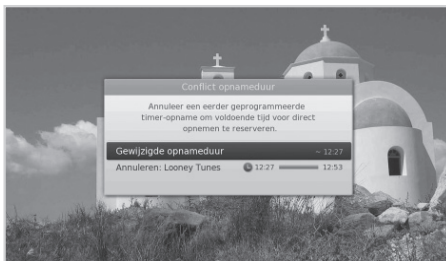 Conflict opnameduur
Annuleer een eerder geprogrammeerde
timer-opname om voldoende tijd voor direct
opnemen te reserveren.
Gewijzigde opnameduur ~ 12:27
Annuleren: Looney Tunes 12:27 12:53